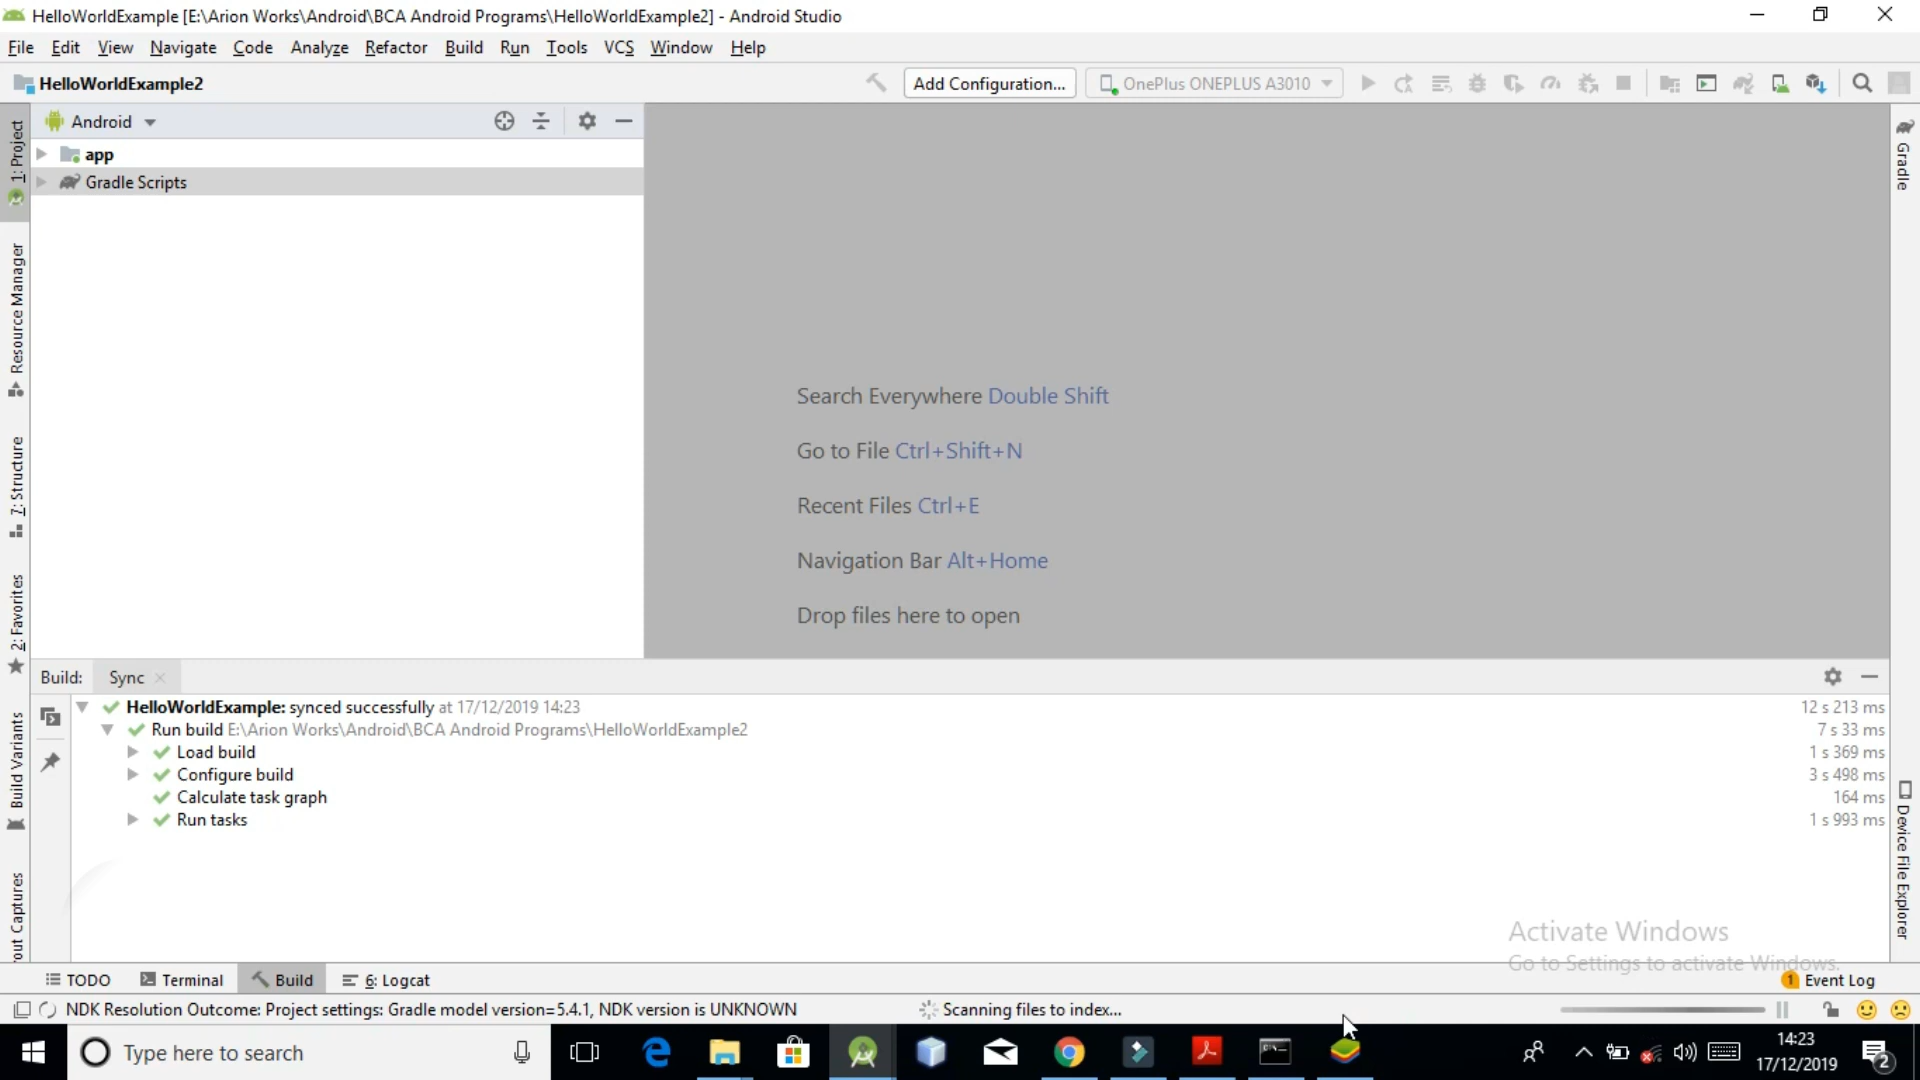 HelloWorldExample [E:\Arion Works\Android\BCA Android Programs\HelloWorldExample2] - Android Studio
File Edit View Navigate Code Analyze Refactor Build Run Tools VCS Window Help
HelloWorldExample2
Add Configuration...
OnePlus ONEPLUS A3010
Android
app
Gradle Scripts
1: Project
Resource Manager
7: Structure
2: Favorites
Build Variants
out Captures
Gradle
Device File Explorer
Search Everywhere Double Shift
Go to File Ctrl+Shift+N
Recent Files Ctrl+E
Navigation Bar Alt+Home
Drop files here to open
Build: Sync
HelloWorldExample: synced successfully at 17/12/2019 14:23 12 s 213 ms
Run build E:\Arion Works\Android\BCA Android Programs\HelloWorldExample2 7 s 33 ms
Load build 1 s 369 ms
Configure build 3 s 498 ms
Calculate task graph 164 ms
Run tasks 1 s 993 ms
Activate Windows
Go to Settings to activate Windows.
TODO Terminal Build 6: Logcat 1 Event Log
NDK Resolution Outcome: Project settings: Gradle model version=5.4.1, NDK version is UNKNOWN Scanning files to index...
Type here to search
14:23
17/12/2019
2